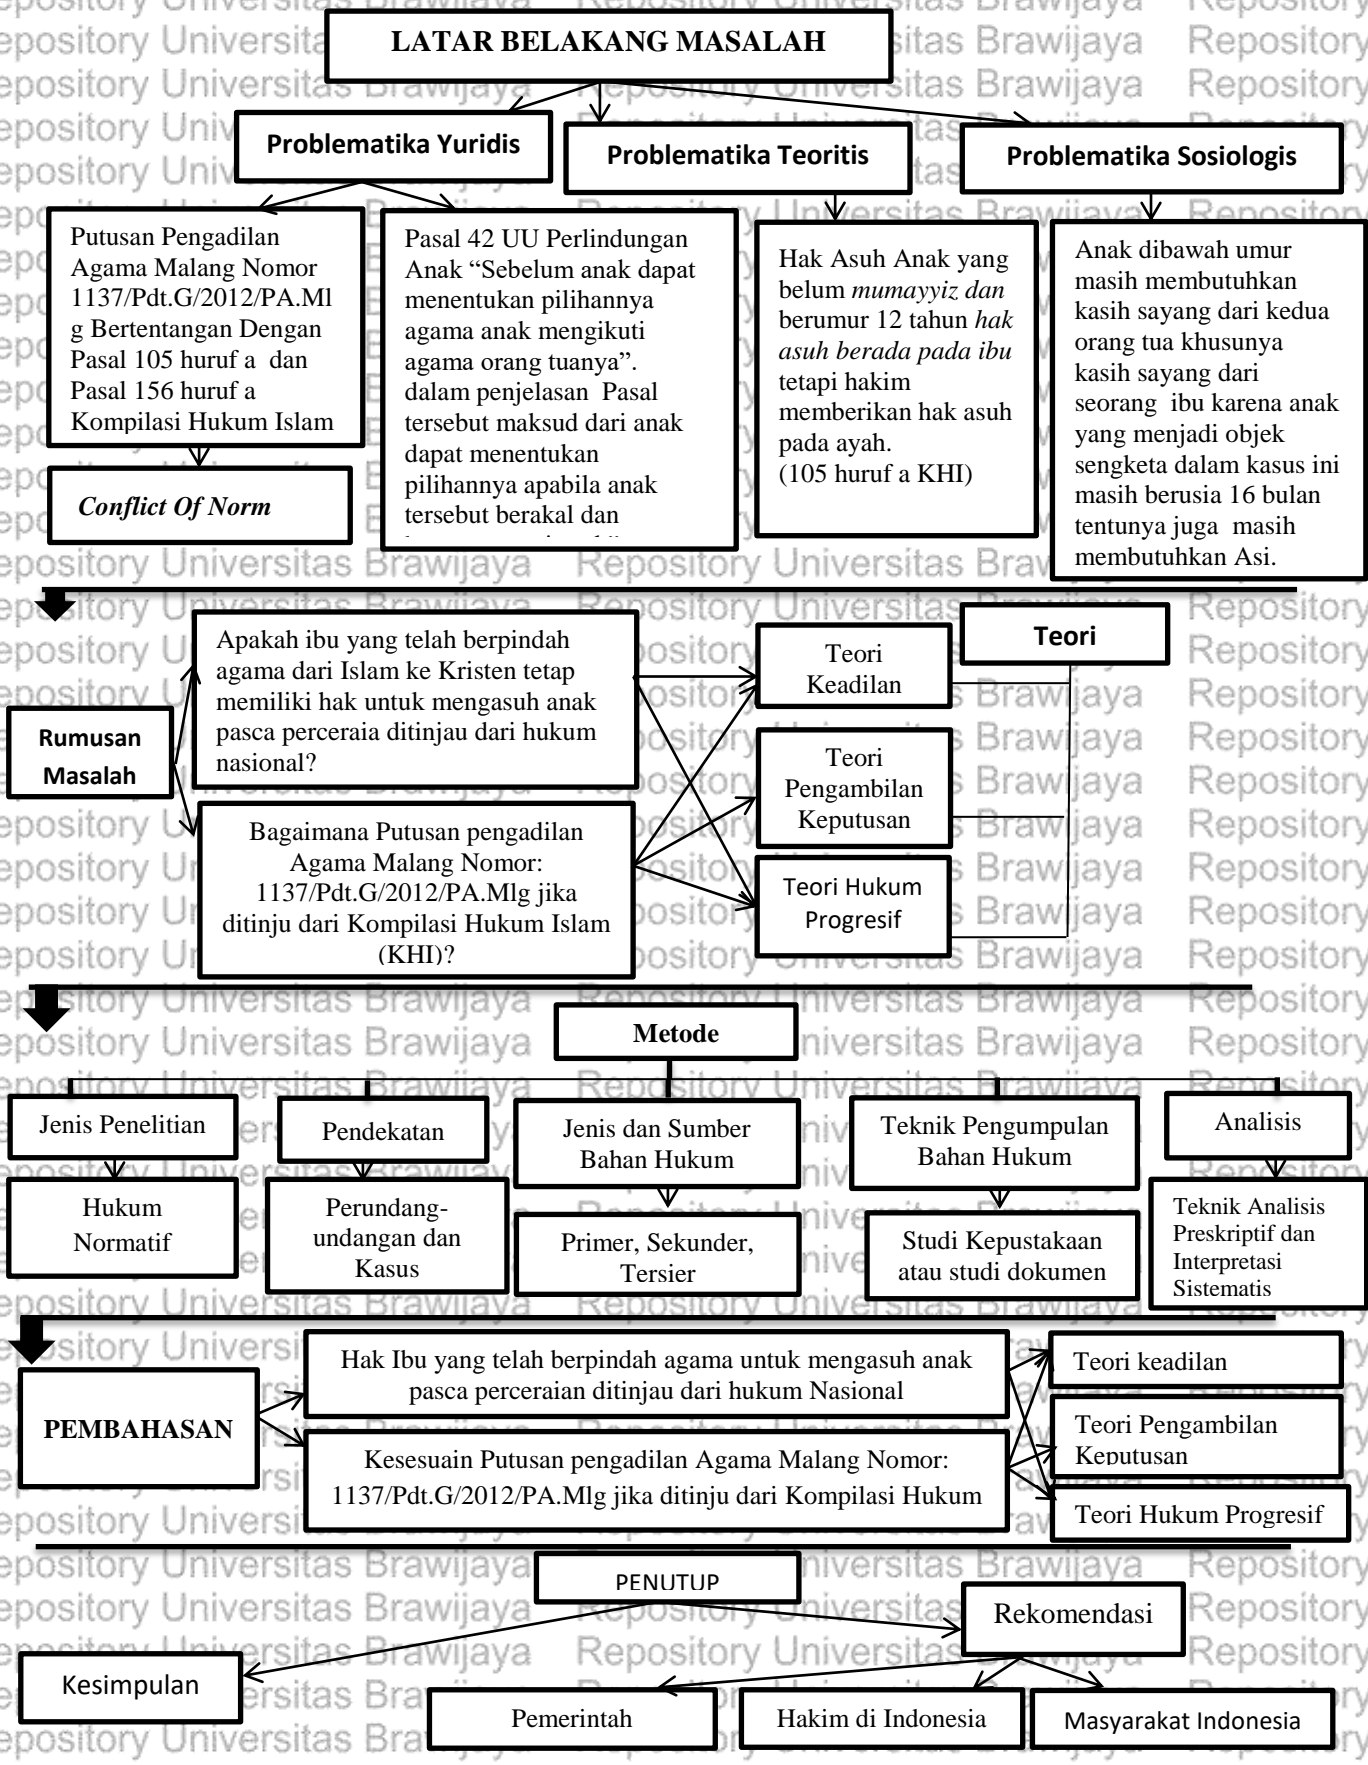 LATAR BELAKANG MASALAH
Problematika Yuridis
Problematika Teoritis
Problematika Sosiologis
Putusan Pengadilan
Agama Malang Nomor
1137/Pdt.G/2012/PA.Ml
g Bertentangan Dengan
Pasal 105 huruf a dan
Pasal 156 huruf a
Kompilasi Hukum Islam
Conflict Of Norm
Pasal 42 UU Perlindungan
Anak “Sebelum anak dapat
menentukan pilihannya
agama anak mengikuti
agama orang tuanya”.
dalam penjelasan Pasal
tersebut maksud dari anak
dapat menentukan
pilihannya apabila anak
tersebut berakal dan
Hak Asuh Anak yang
belum mumayyiz dan
berumur 12 tahun hak
asuh berada pada ibu
tetapi hakim
memberikan hak asuh
pada ayah.
(105 huruf a KHI)
Anak dibawah umur
masih membutuhkan
kasih sayang dari kedua
orang tua khusunya
kasih sayang dari
seorang ibu karena anak
yang menjadi objek
sengketa dalam kasus ini
masih berusia 16 bulan
tentunya juga masih
membutuhkan Asi.
Rumusan
Masalah
Apakah ibu yang telah berpindah
agama dari Islam ke Kristen tetap
memiliki hak untuk mengasuh anak
pasca perceraia ditinjau dari hukum
nasional?
Bagaimana Putusan pengadilan
Agama Malang Nomor:
1137/Pdt.G/2012/PA.Mlg jika
ditinju dari Kompilasi Hukum Islam
(KHI)?
Teori
Keadilan
Teori
Pengambilan
Keputusan
Teori Hukum
Progresif
Teori
Metode
Jenis Penelitian
Pendekatan
Jenis dan Sumber
Bahan Hukum
Teknik Pengumpulan
Bahan Hukum
Analisis
Hukum
Normatif
Perundang-
undangan dan
Kasus
Primer, Sekunder,
Tersier
Studi Kepustakaan
atau studi dokumen
Teknik Analisis
Preskriptif dan
Interpretasi
Sistematis
PEMBAHASAN
Hak Ibu yang telah berpindah agama untuk mengasuh anak
pasca perceraian ditinjau dari hukum Nasional
Kesesuain Putusan pengadilan Agama Malang Nomor:
1137/Pdt.G/2012/PA.Mlg jika ditinju dari Kompilasi Hukum
Teori keadilan
Teori Pengambilan
Keputusan
Teori Hukum Progresif
PENUTUP
Rekomendasi
Kesimpulan
Pemerintah
Hakim di Indonesia
Masyarakat Indonesia